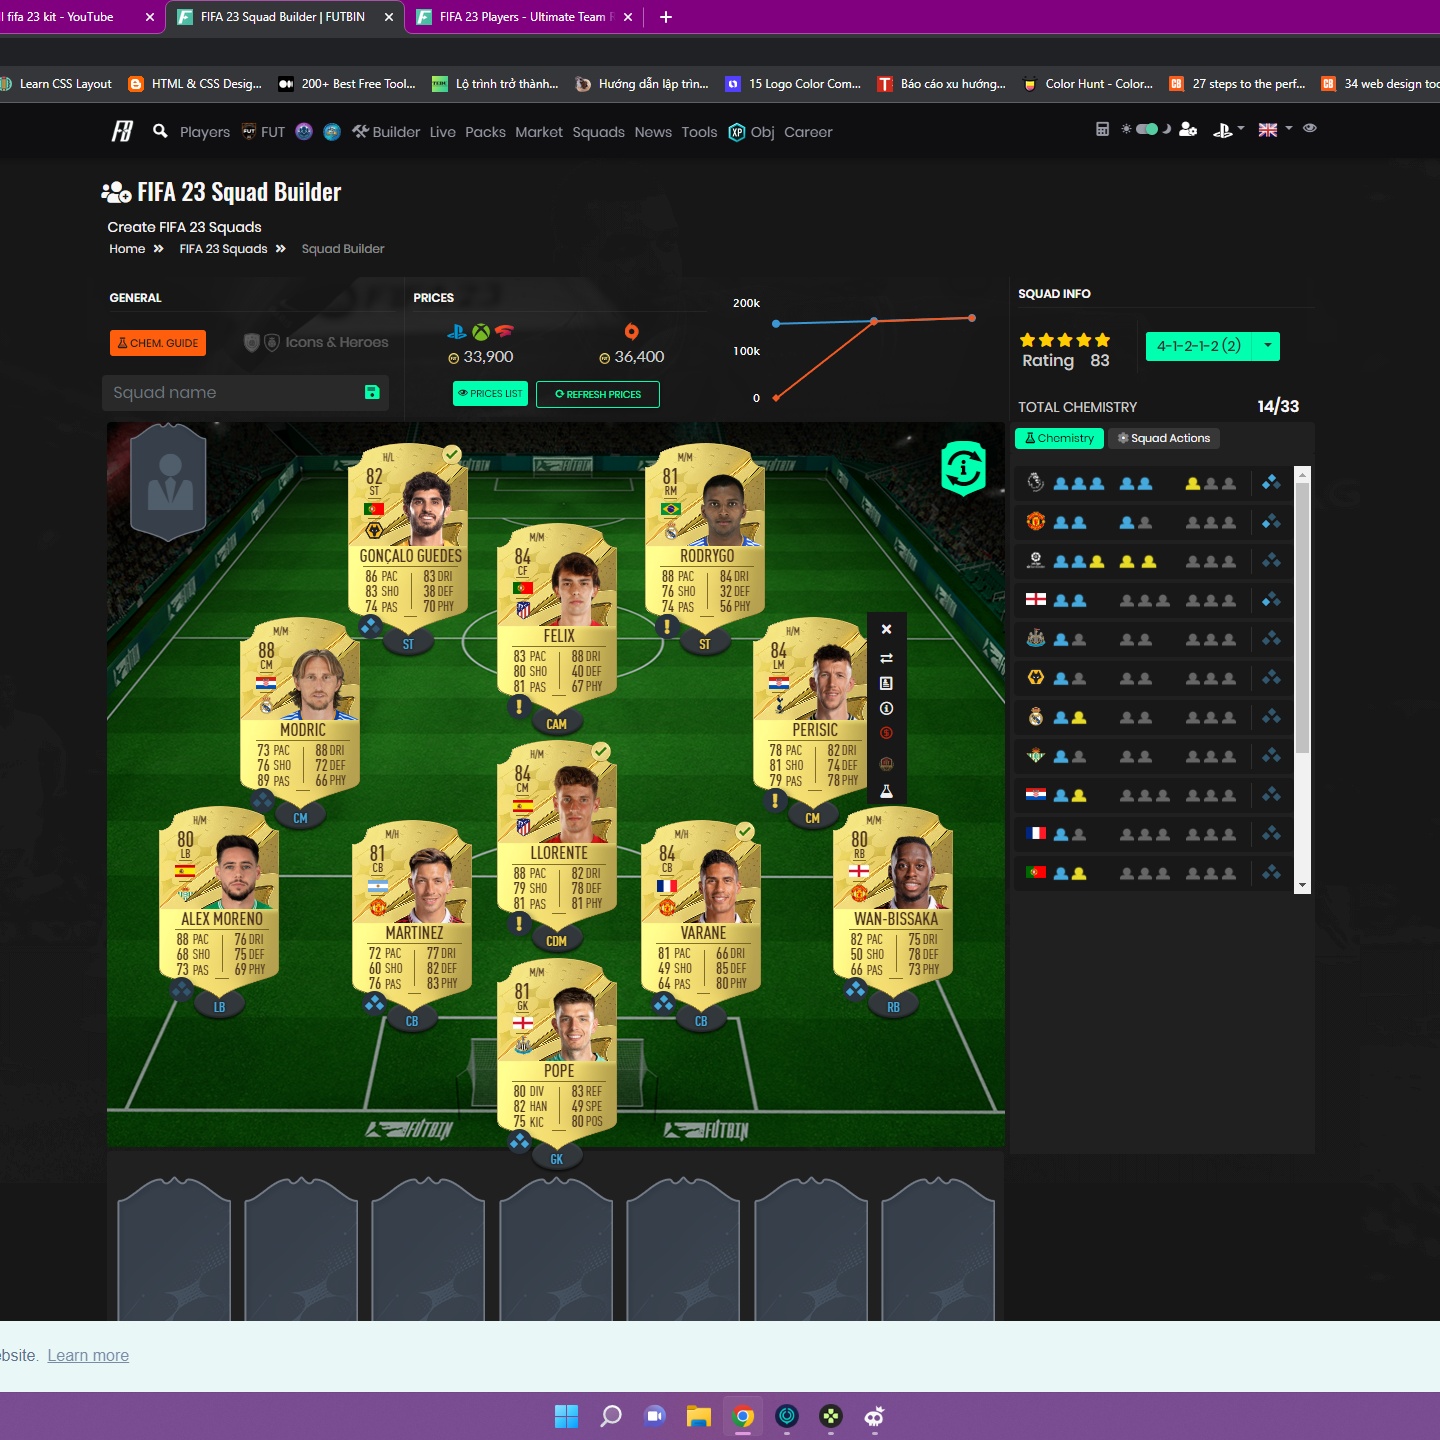 ll fifa 23 kit - YouTube
FIFA 23 Squad Builder | FUTBIN
FIFA 23 Players - Ultimate Team
Learn CSS Layout
HTML & CSS Desig...
200+ Best Free Tool...
Lộ trình trở thành...
Hướng dẫn lập trìn...
15 Logo Color Com...
Báo cáo xu hướng...
Color Hunt - Color...
27 steps to the perf...
34 web design too
FB Players FUT Builder Live Packs Market Squads News Tools XP Obj Career
FIFA 23 Squad Builder
Create FIFA 23 Squads
Home » FIFA 23 Squads » Squad Builder
GENERAL
CHEM. GUIDE
Icons & Heroes
Squad name
PRICES
33,900
36,400
PRICES LIST
REFRESH PRICES
200k
100k
0
SQUAD INFO
Rating 83
4-1-2-1-2 (2)
TOTAL CHEMISTRY 14/33
Chemistry
Squad Actions
H/L
82
ST
GONÇALO GUEDES
86 PAC 83 DRI
83 SHO 38 DEF
74 PAS 70 PHY
ST
M/M
81
RM
RODRYGO
88 PAC 84 DRI
76 SHO 32 DEF
74 PAS 56 PHY
ST
M/M
84
CF
FELIX
83 PAC 88 DRI
80 SHO 40 DEF
81 PAS 67 PHY
CAM
M/M
88
CM
MODRIC
73 PAC 88 DRI
76 SHO 72 DEF
89 PAS 66 PHY
CM
H/M
84
LM
PERISIC
78 PAC 82 DRI
81 SHO 74 DEF
79 PAS 78 PHY
CM
H/M
84
CM
LLORENTE
88 PAC 82 DRI
79 SHO 78 DEF
81 PAS 81 PHY
CDM
H/M
80
LB
ALEX MORENO
88 PAC 76 DRI
68 SHO 75 DEF
73 PAS 69 PHY
LB
M/H
81
CB
MARTINEZ
72 PAC 77 DRI
60 SHO 82 DEF
76 PAS 83 PHY
CB
M/H
84
CB
VARANE
81 PAC 66 DRI
49 SHO 85 DEF
64 PAS 80 PHY
CB
M/M
80
RB
WAN-BISSAKA
82 PAC 75 DRI
50 SHO 78 DEF
66 PAS 73 PHY
RB
M/M
81
GK
POPE
80 DIV 83 REF
82 HAN 49 SPE
75 KIC 80 POS
GK
FUTBIN
FUTBIN
ebsite. Learn more